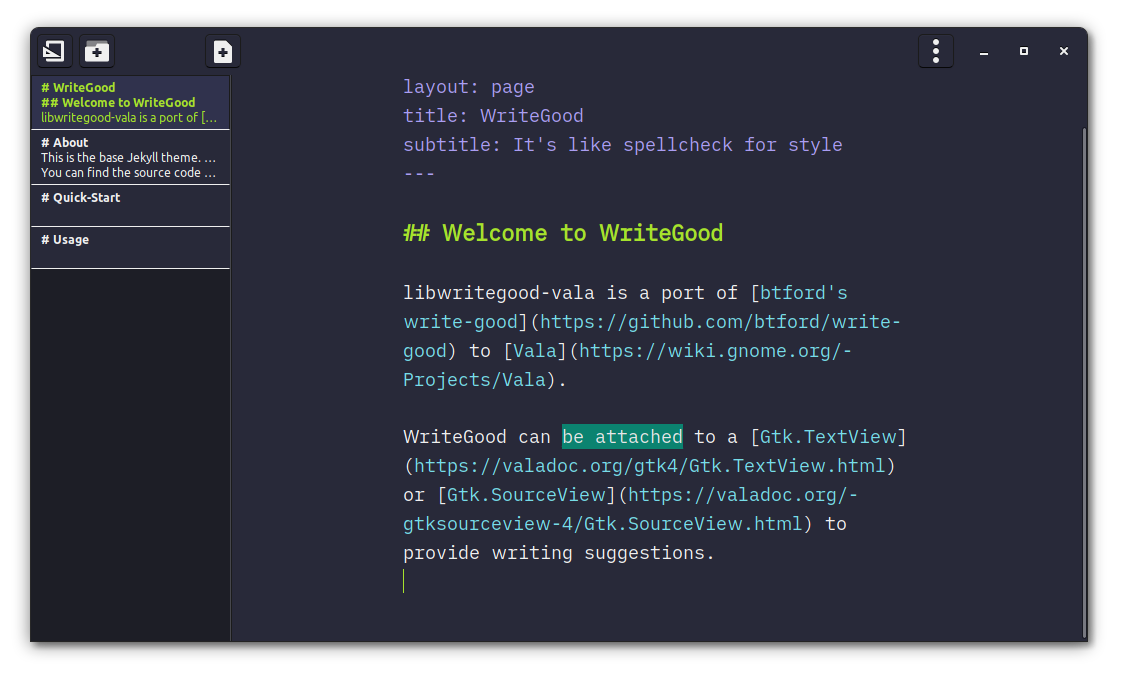 # WriteGood
## Welcome to WriteGood
libwritegood-vala is a port of [...
# About
This is the base Jekyll theme. ...
You can find the source code ...
# Quick-Start
# Usage
layout: page
title: WriteGood
subtitle: It's like spellcheck for style
---
## Welcome to WriteGood
libwritegood-vala is a port of [btford's
write-good](https://github.com/btford/write-
good) to [Vala](https://wiki.gnome.org/-
Projects/Vala).
WriteGood can be attached to a [Gtk.TextView]
(https://valadoc.org/gtk4/Gtk.TextView.html)
or [Gtk.SourceView](https://valadoc.org/-
gtksourceview-4/Gtk.SourceView.html) to
provide writing suggestions.